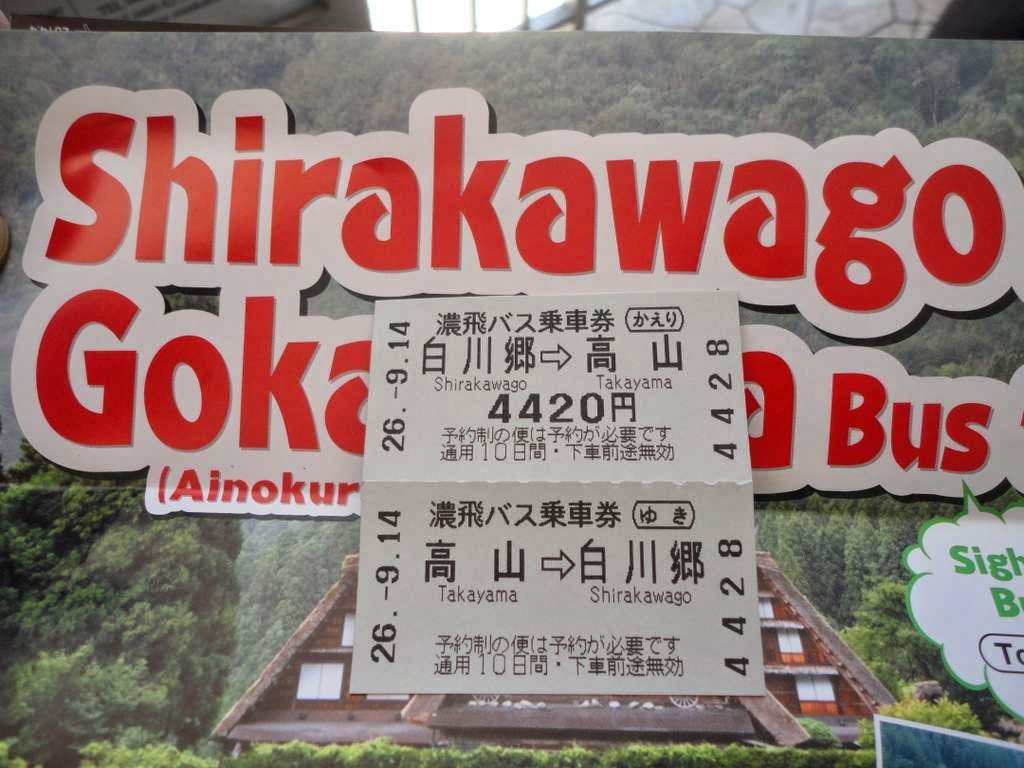 Shirakawago
Goka a Bus
(Ainokur
濃飛バス乗車券 (かえり)
白川郷⇨高山
Shirakawago Takayama
4420円
予約制の便は予約が必要です
通用10日間・下車前途無効
26.-9.14
4428
濃飛バス乗車券 (ゆき)
高山⇨白川郷
Takayama Shirakawago
予約制の便は予約が必要です
通用10日間・下車前途無効
26.-9.14
4428
Sigh
B
To